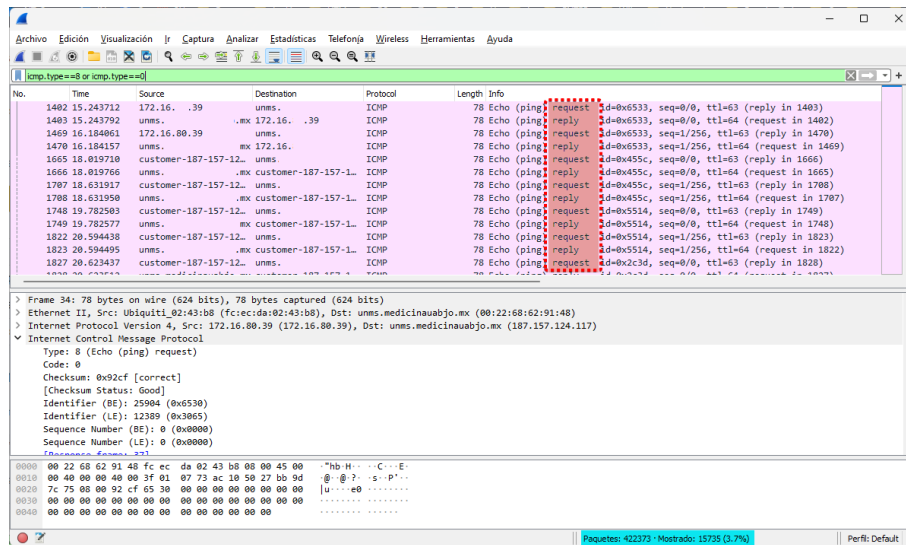 Archivo Edición Visualización Ir Captura Analizar Estadísticas Telefonía Wireless Herramientas Ayuda
icmp.type==8 or icmp.type==0
No. Time Source Destination Protocol Length Info
1402 15.243712 172.16. .39 unms. ICMP 78 Echo (ping) request id=0x6533, seq=0/0, ttl=63 (reply in 1403)
1403 15.243792 unms. .mx 172.16. .39 ICMP 78 Echo (ping) reply id=0x6533, seq=0/0, ttl=64 (request in 1402)
1469 16.184061 172.16.80.39 unms. ICMP 78 Echo (ping) request id=0x6533, seq=1/256, ttl=63 (reply in 1470)
1470 16.184157 unms. mx 172.16. ICMP 78 Echo (ping) reply id=0x6533, seq=1/256, ttl=64 (request in 1469)
1665 18.019710 customer-187-157-12… unms. ICMP 78 Echo (ping) request id=0x455c, seq=0/0, ttl=63 (reply in 1666)
1666 18.019766 unms. .mx customer-187-157-1… ICMP 78 Echo (ping) reply id=0x455c, seq=0/0, ttl=64 (request in 1665)
1707 18.631917 customer-187-157-12… unms. ICMP 78 Echo (ping) request id=0x455c, seq=1/256, ttl=63 (reply in 1708)
1708 18.631950 unms. .mx customer-187-157-1… ICMP 78 Echo (ping) reply id=0x455c, seq=1/256, ttl=64 (request in 1707)
1748 19.782503 customer-187-157-12… unms. ICMP 78 Echo (ping) request id=0x5514, seq=0/0, ttl=63 (reply in 1749)
1749 19.782577 unms. mx customer-187-157-1… ICMP 78 Echo (ping) reply id=0x5514, seq=0/0, ttl=64 (request in 1748)
1822 20.594438 customer-187-157-12… unms. ICMP 78 Echo (ping) request id=0x5514, seq=1/256, ttl=63 (reply in 1823)
1823 20.594495 unms. .mx customer-187-157-1… ICMP 78 Echo (ping) reply id=0x5514, seq=1/256, ttl=64 (request in 1822)
1827 20.623437 customer-187-157-12… unms. ICMP 78 Echo (ping) request id=0x2c3d, seq=0/0, ttl=63 (reply in 1828)
Frame 34: 78 bytes on wire (624 bits), 78 bytes captured (624 bits)
Ethernet II, Src: Ubiquiti_02:43:b8 (fc:ec:da:02:43:b8), Dst: unms.medicinauabjo.mx (00:22:68:62:91:48)
Internet Protocol Version 4, Src: 172.16.80.39 (172.16.80.39), Dst: unms.medicinauabjo.mx (187.157.124.117)
Internet Control Message Protocol
Type: 8 (Echo (ping) request)
Code: 0
Checksum: 0x92cf [correct]
[Checksum Status: Good]
Identifier (BE): 25904 (0x6530)
Identifier (LE): 12389 (0x3065)
Sequence Number (BE): 0 (0x0000)
Sequence Number (LE): 0 (0x0000)
[Response frame: 37]
0000 00 22 68 62 91 48 fc ec da 02 43 b8 08 00 45 00 ·"hb·H·· ··C···E·
0010 00 40 00 00 40 00 3f 01 07 73 ac 10 50 27 bb 9d ·@··@·?· ·s··P'··
0020 7c 75 08 00 92 cf 65 30 00 00 00 00 00 00 00 00 |u····e0 ········
0030 00 00 00 00 00 00 00 00 00 00 00 00 00 00 00 00 ········ ········
0040 00 00 00 00 00 00 00 00 00 00 00 00 00 00 ········ ······
Paquetes: 422373 · Mostrado: 15735 (3.7%) Perfil: Default